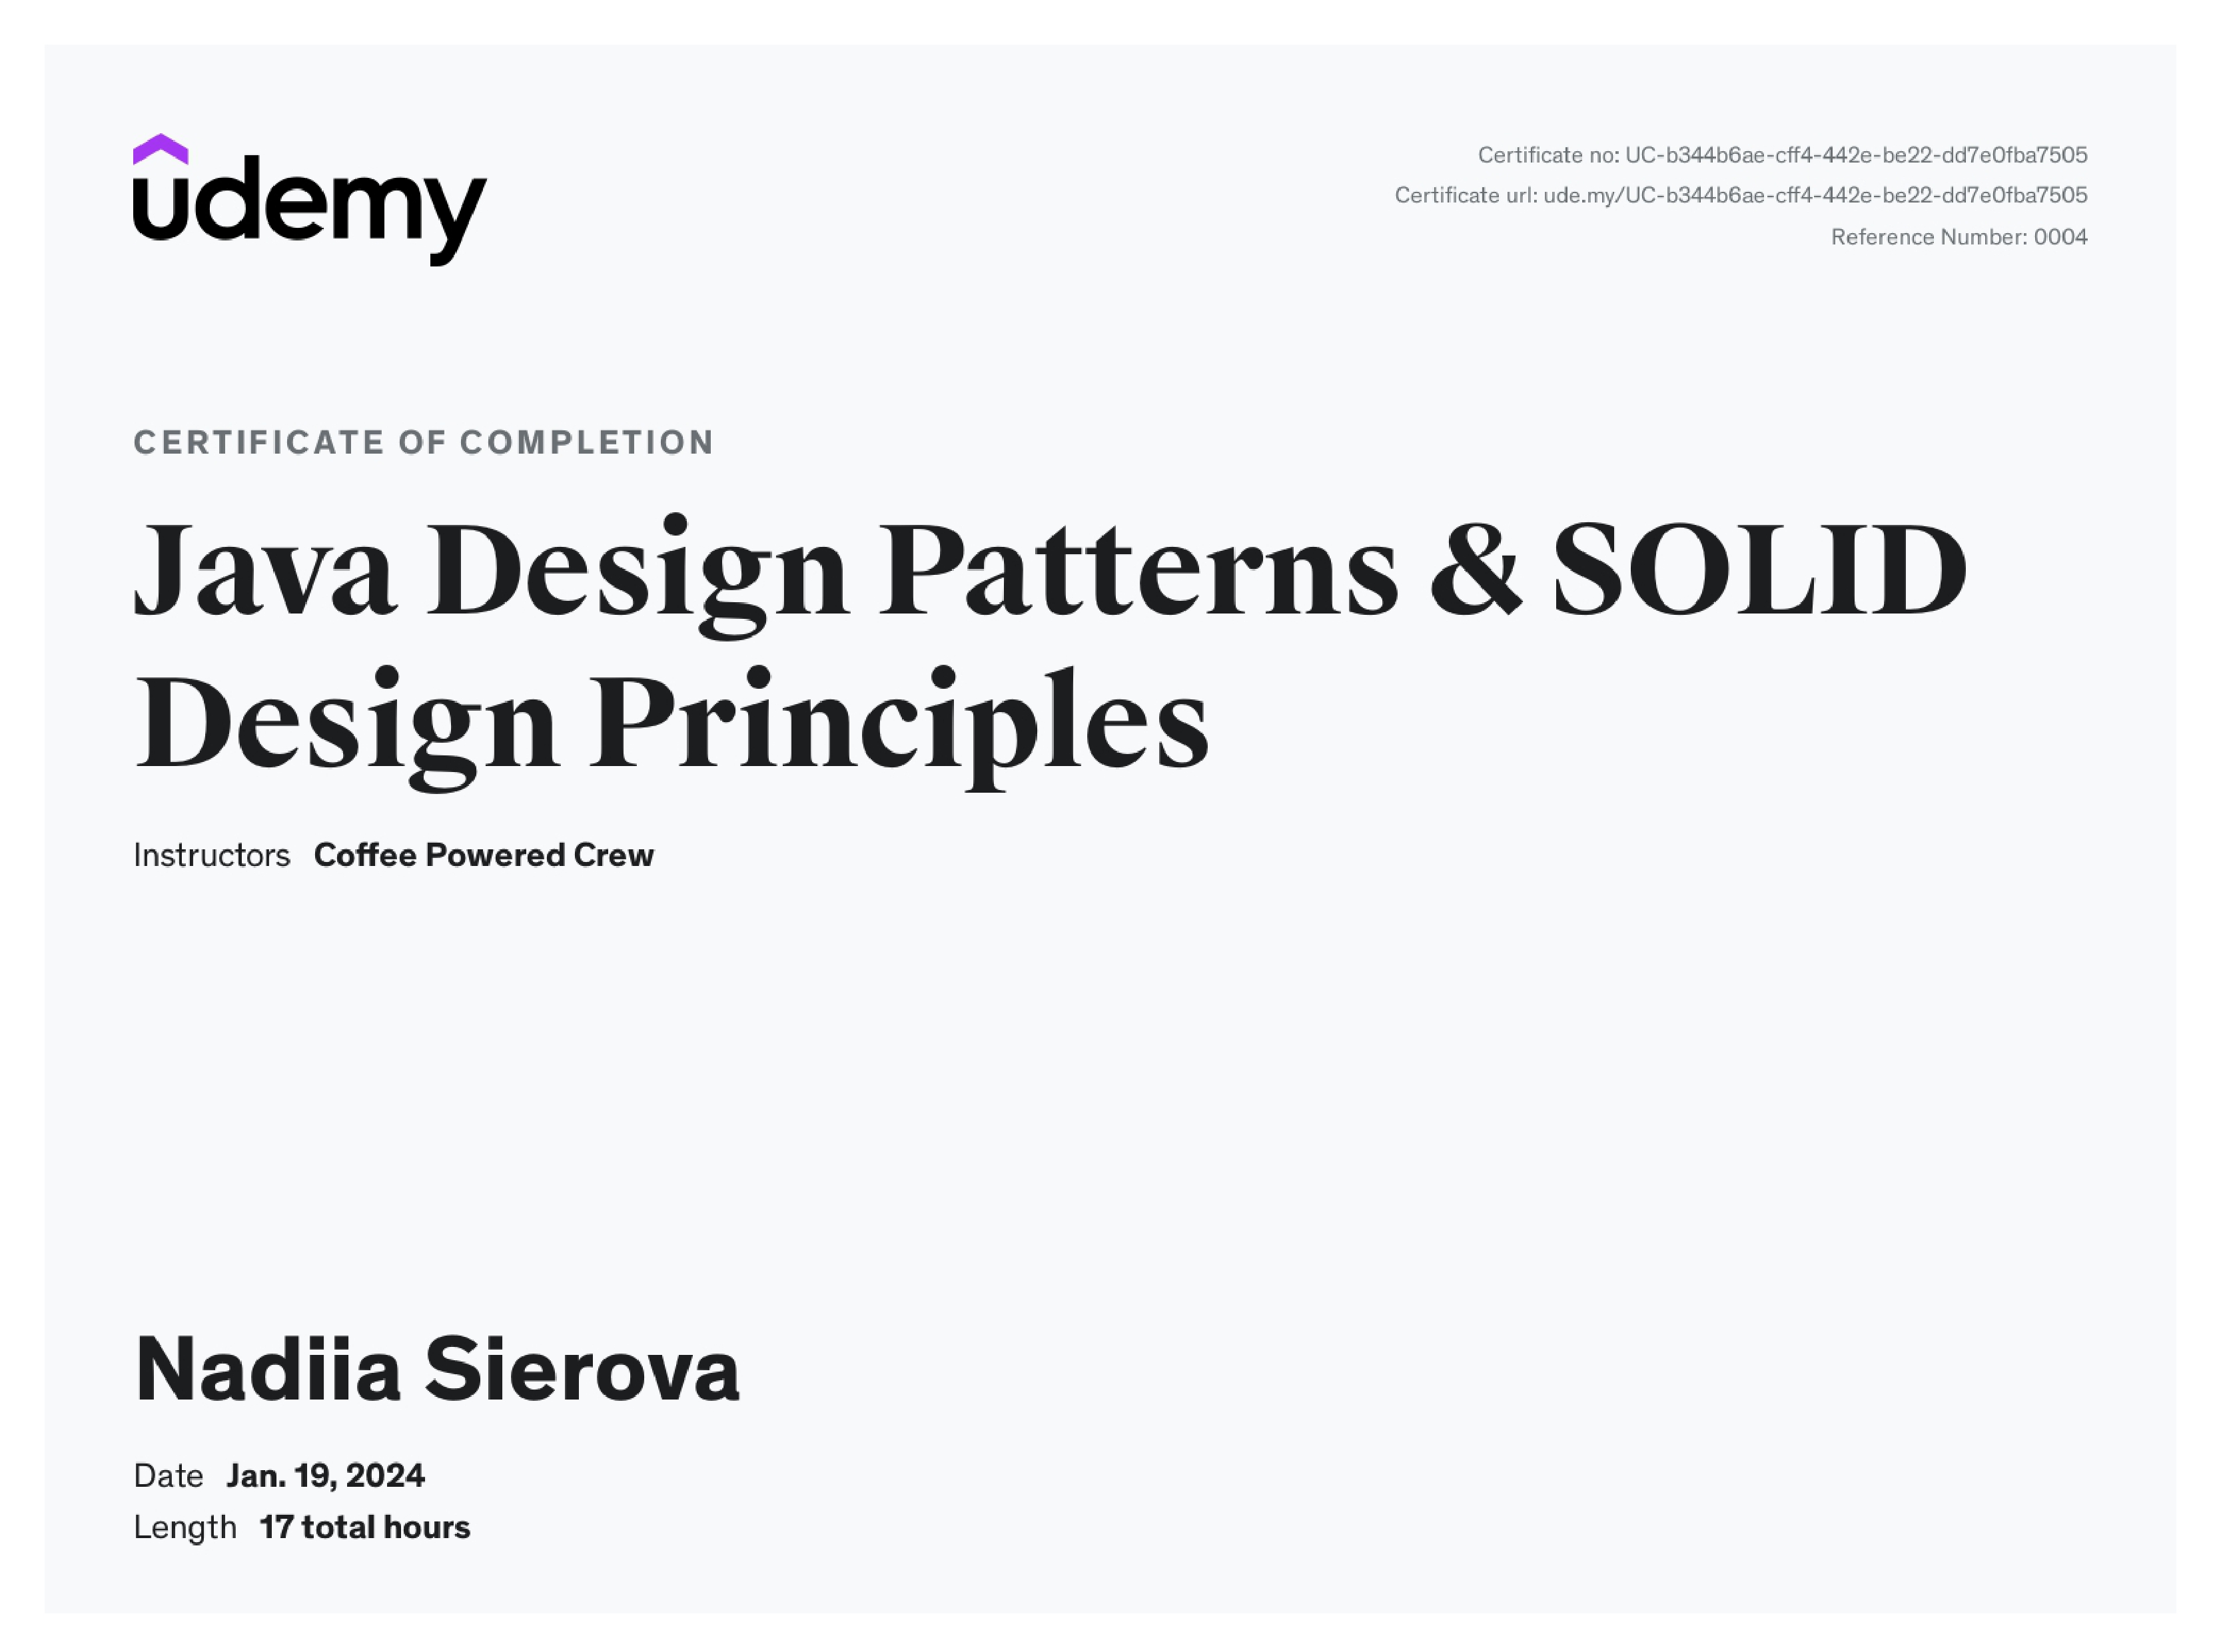 udemy
Certificate no: UC-b344b6ae-cff4-442e-be22-dd7e0fba7505
Certificate url: ude.my/UC-b344b6ae-cff4-442e-be22-dd7e0fba7505
Reference Number: 0004
CERTIFICATE OF COMPLETION
Java Design Patterns & SOLID
Design Principles
Instructors Coffee Powered Crew
Nadiia Sierova
Date Jan. 19, 2024
Length 17 total hours